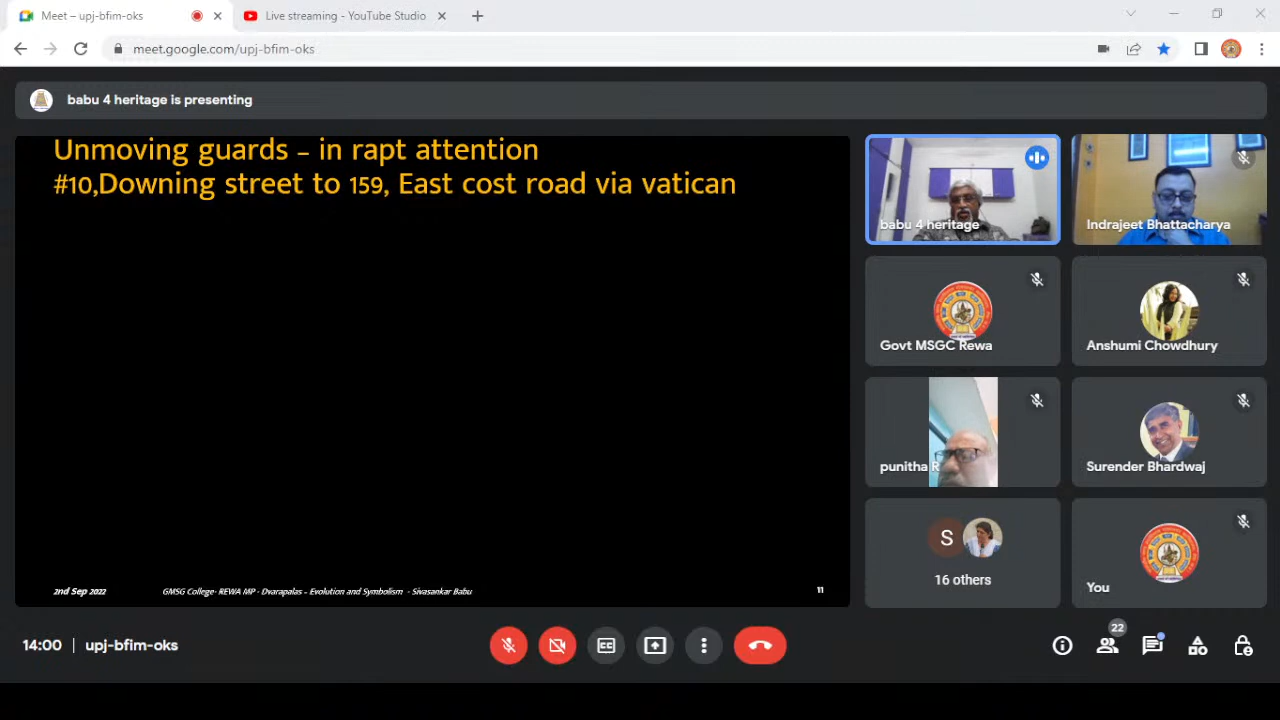 Meet – upj-bfim-oks
Live streaming - YouTube Studio
meet.google.com/upj-bfim-oks
babu 4 heritage is presenting
Unmoving guards – in rapt attention
#10,Downing street to 159, East cost road via vatican
2nd Sep 2022
GMSG College- REWA MP - Dvarapalas – Evolution and Symbolism - Sivasankar Babu
11
babu 4 heritage
Indrajeet Bhattacharya
Govt MSGC Rewa
Anshumi Chowdhury
punitha R
Surender Bhardwaj
S
16 others
You
14:00 | upj-bfim-oks
CC
22